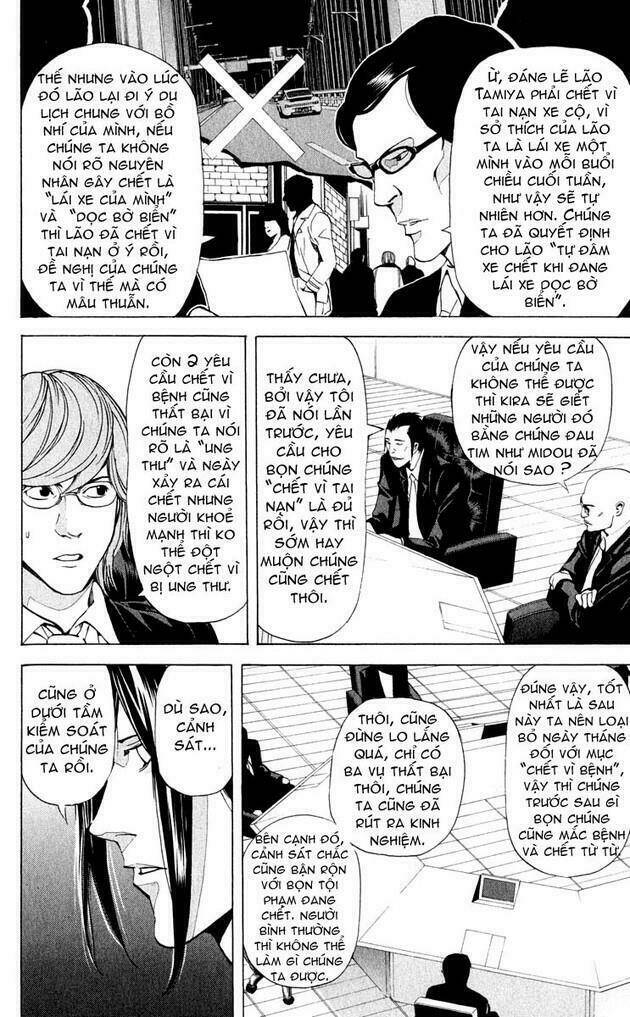 Ừ, ĐÁNG LẼ LÃO
TAMIYA PHẢI CHẾT VÌ
TAI NẠN XE CỘ, VÌ
SỞ THÍCH CỦA LÃO
TA LÀ LÁI XE MỘT
MÌNH VÀO MỖI BUỔI
CHIỀU CUỐI TUẦN,
NHƯ VẬY SẼ TỰ
NHIÊN HƠN. CHÚNG
TA ĐÃ QUYẾT ĐỊNH
CHO LÃO "TỰ ĐÂM
XE CHẾT KHI ĐANG
LÁI XE DỌC BỜ
BIỂN".
THẾ NHƯNG VÀO LÚC
ĐÓ LÃO LẠI ĐI Ý DU
LỊCH CHUNG VỚI BỒ
NHÍ CỦA MÌNH, NẾU
CHÚNG TA KHÔNG
NÓI RÕ NGUYÊN
NHÂN GÂY CHẾT LÀ
"LÁI XE CỦA MÌNH"
VÀ "DỌC BỜ BIỂN"
THÌ LÃO ĐÃ CHẾT VÌ
TAI NẠN Ở Ý RỒI,
ĐỀ NGHỊ CỦA CHÚNG
TA VÌ THẾ MÀ CÓ
MÂU THUẪN.
VẬY NẾU YÊU CẦU
CỦA CHÚNG TA
KHÔNG THỂ ĐƯỢC
THÌ KIRA SẼ GIẾT
NHỮNG NGƯỜI ĐÓ
BẰNG CHỨNG ĐAU
TIM NHƯ MIDOU ĐÃ
NÓI SAO ?
THẤY CHƯA,
BỞI VẬY TÔI
ĐÃ NÓI LẦN
TRƯỚC, YÊU
CẦU CHO
BỌN CHÚNG
"CHẾT VÌ TAI
NẠN" LÀ ĐỦ
RỒI, VẬY THÌ
SỚM HAY
MUỘN CHÚNG
CŨNG CHẾT
THÔI.
CÒN 2 YÊU
CẦU CHẾT VÌ
BỆNH CŨNG
THẤT BẠI VÌ
CHÚNG TA NÓI
RÕ LÀ "UNG
THƯ" VÀ NGÀY
XẢY RA CÁI
CHẾT NHƯNG
NGƯỜI KHOẺ
MẠNH THÌ KO
THỂ ĐỘT
NGỘT CHẾT VÌ
BỊ UNG THƯ.
ĐÚNG VẬY, TỐT
NHẤT LÀ SAU
NÀY TA NÊN LOẠI
BỎ NGÀY THÁNG
ĐỐI VỚI MỤC
"CHẾT VÌ BỆNH",
VẬY THÌ CHÚNG
TRƯỚC SAU GÌ
BỌN CHÚNG
CŨNG MẮC BỆNH
VÀ CHẾT TỪ TỪ.
THÔI, CŨNG
ĐỪNG LO LẮNG
QUÁ, CHỈ CÓ
BA VỤ THẤT BẠI
THÔI, CHÚNG
TA CŨNG ĐÃ
RÚT RA KINH
NGHIỆM.
BÊN CẠNH ĐÓ,
CẢNH SÁT CHẮC
CŨNG BẬN RỘN
VỚI BỌN TỘI
PHẠM ĐANG
CHẾT. NGƯỜI
BÌNH THƯỜNG
THÌ KHÔNG THỂ
LÀM GÌ CHÚNG
TA ĐƯỢC.
DÙ SAO,
CẢNH
SÁT...
CŨNG Ở
DƯỚI TẦM
KIỂM SOÁT
CỦA CHÚNG
TA RỒI.